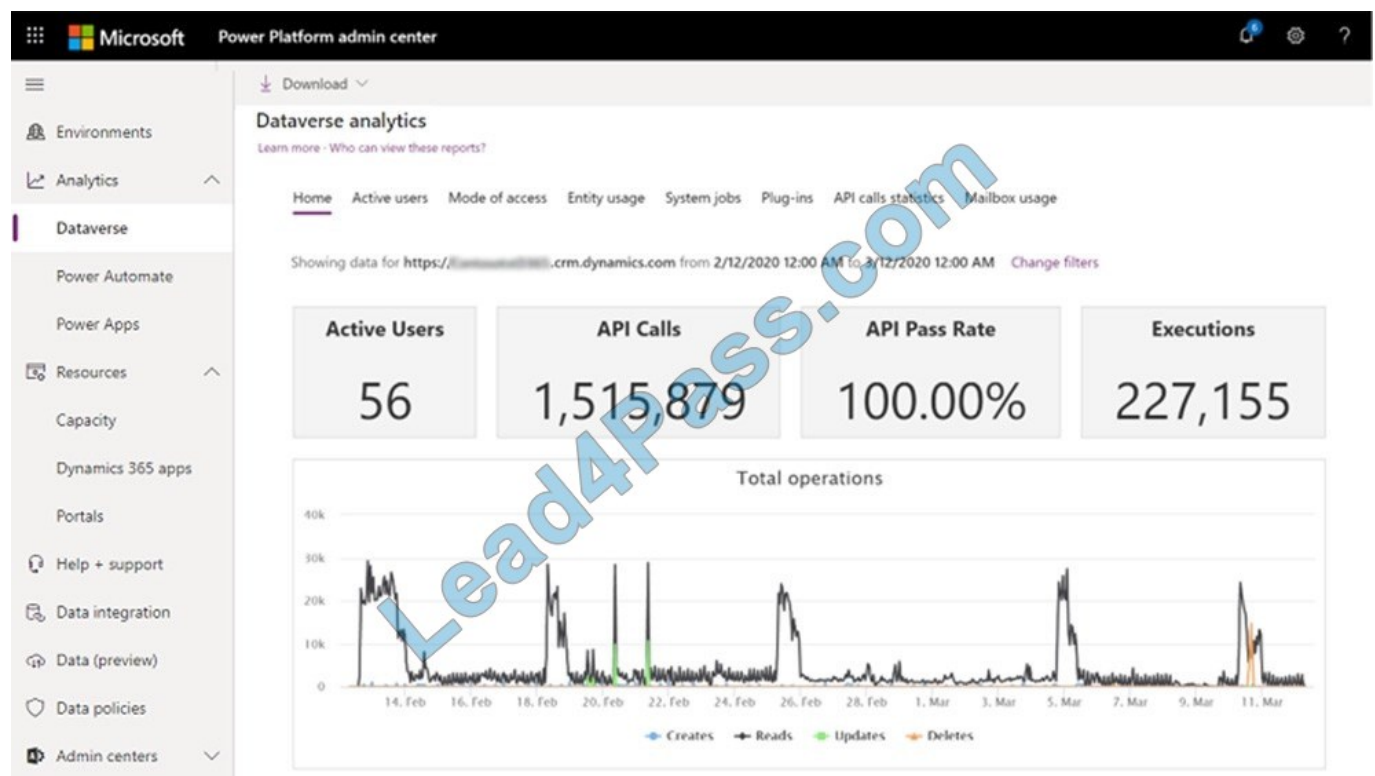 Microsoft Power Platform admin center 6 ?
Download
Environments
Analytics
Dataverse
Power Automate
Power Apps
Resources
Capacity
Dynamics 365 apps
Portals
Help + support
Data integration
Data (preview)
Data policies
Admin centers
Dataverse analytics
Learn more · Who can view these reports?
Home Active users Mode of access Entity usage System jobs Plug-ins API calls statistics Mailbox usage
Showing data for https:// .crm.dynamics.com from 2/12/2020 12:00 AM to 3/12/2020 12:00 AM Change filters
Active Users API Calls API Pass Rate Executions
56 1,515,879 100.00% 227,155
Total operations
40k
30k
20k
10k
0
14. Feb 16. Feb 18. Feb 20. Feb 22. Feb 24. Feb 26. Feb 28. Feb 1. Mar 3. Mar 5. Mar 7. Mar 9. Mar 11. Mar
Creates Reads Updates Deletes
Lead4Pass.com